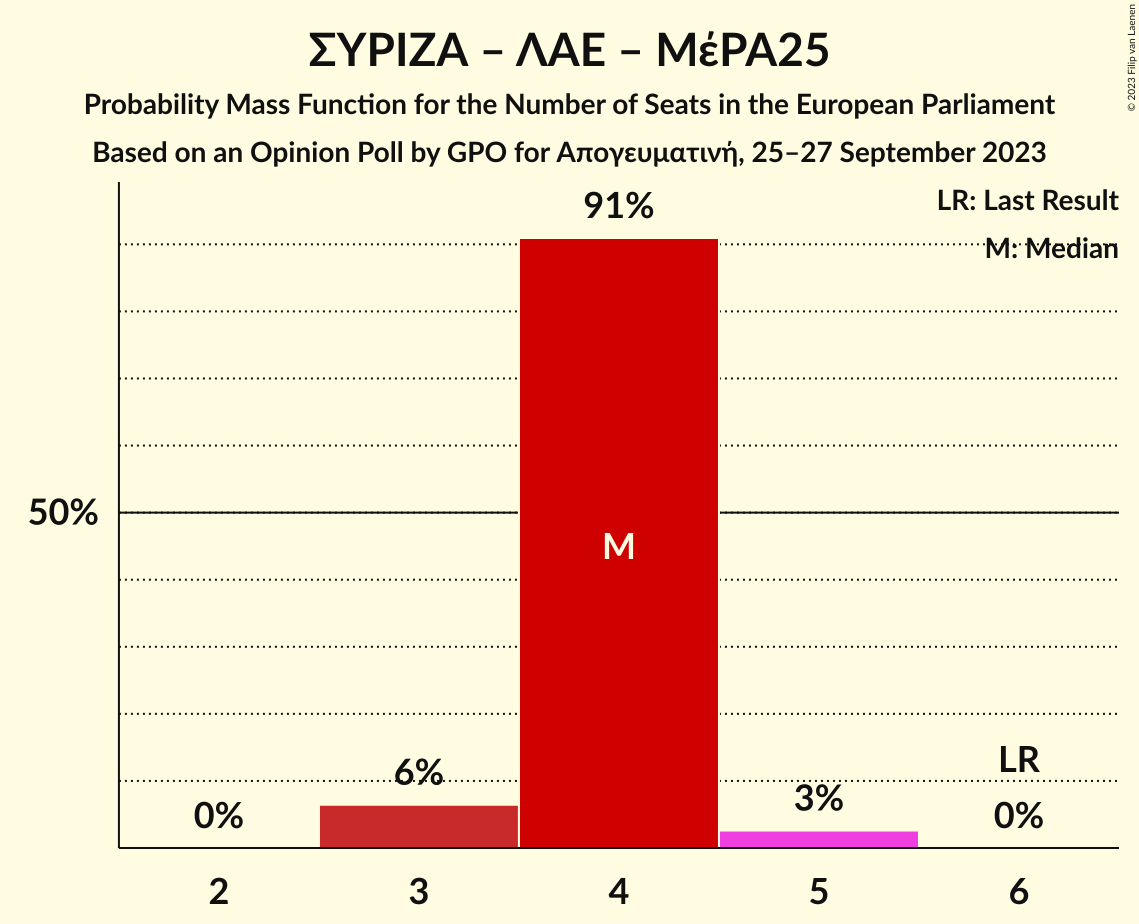 ΣΥΡΙΖΑ – ΛΑΕ – ΜέΡΑ25
Probability Mass Function for the Number of Seats in the European Parliament
Based on an Opinion Poll by GPO for Απογευματινή, 25–27 September 2023
© 2023 Filip van Laenen
LR: Last Result
M: Median
91%
50%
M
6%
LR
0%
3%
0%
2
3
4
5
6